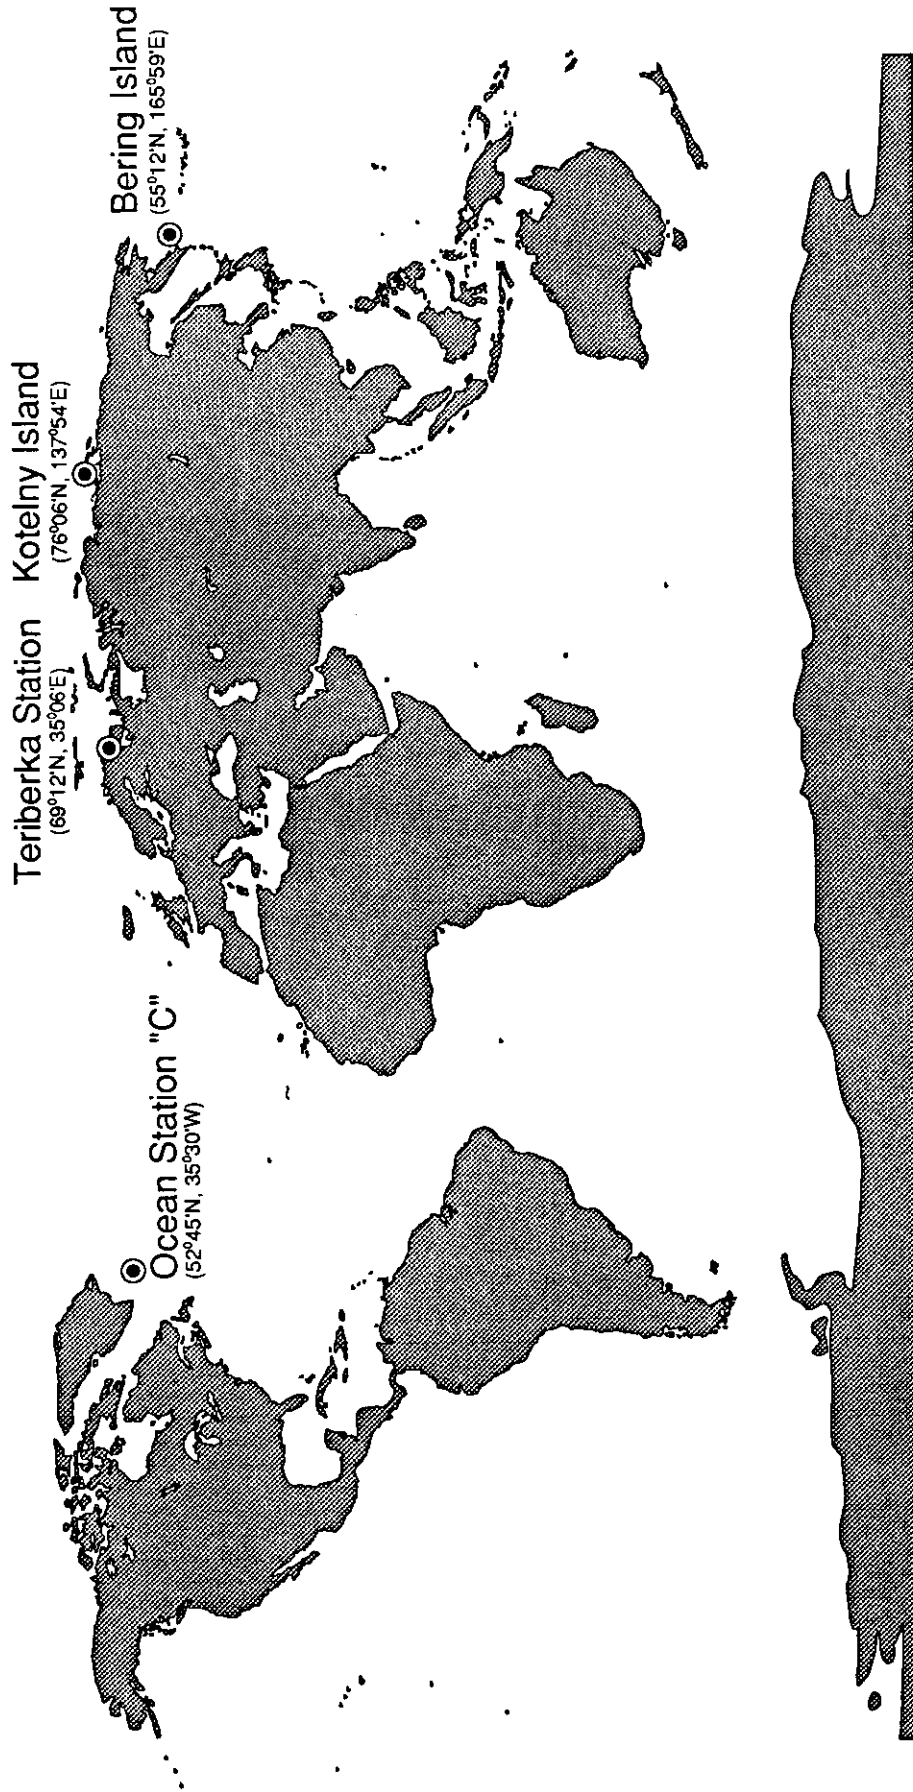 Teriberka Station
(69°12'N, 35°06'E)
Kotelny Island
(76°06'N, 137°54'E)
Bering Island
(55°12'N, 165°59'E)
Ocean Station "C"
(52°45'N, 35°30'W)